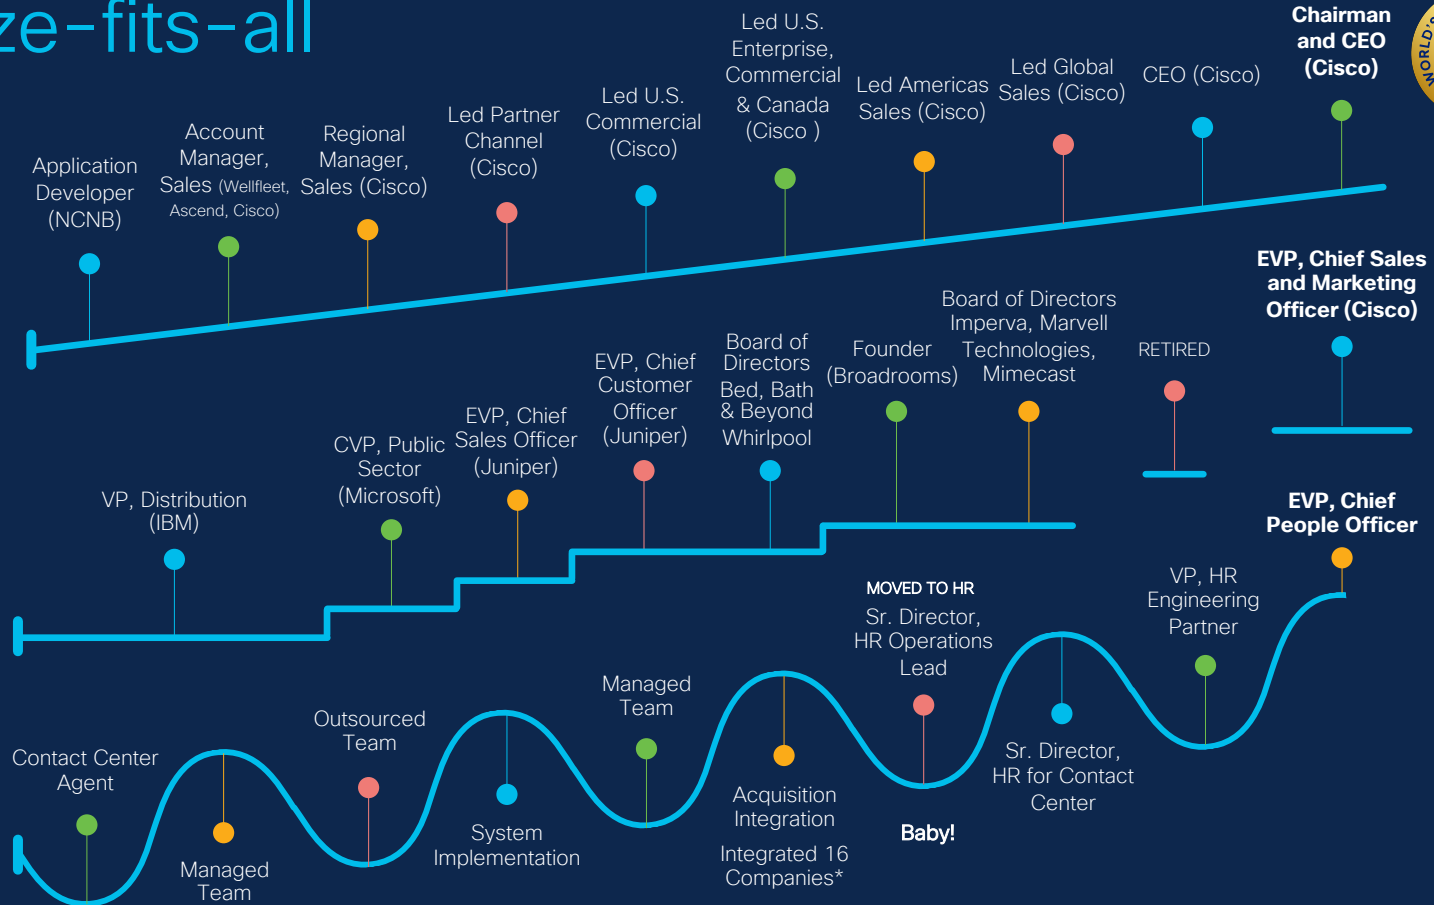 ze-fits-all
Application
Developer
(NCNB)
Account
Manager,
Sales (Wellfleet,
Ascend, Cisco)
Regional
Manager,
Sales (Cisco)
Led Partner
Channel
(Cisco)
Led U.S.
Commercial
(Cisco)
Led U.S.
Enterprise,
Commercial
& Canada
(Cisco )
Led Americas
Sales (Cisco)
Led Global
Sales (Cisco)
CEO (Cisco)
Chairman
and CEO
(Cisco)
WORLD'S
VP, Distribution
(IBM)
CVP, Public
Sector
(Microsoft)
EVP, Chief
Sales Officer
(Juniper)
EVP, Chief
Customer
Officer
(Juniper)
Board of
Directors
Bed, Bath
& Beyond
Whirlpool
Founder
(Broadrooms)
Board of Directors
Imperva, Marvell
Technologies,
Mimecast
RETIRED
EVP, Chief Sales
and Marketing
Officer (Cisco)
Contact Center
Agent
Managed
Team
Outsourced
Team
System
Implementation
Managed
Team
Acquisition
Integration
Integrated 16
Companies*
MOVED TO HR
Sr. Director,
HR Operations
Lead
Baby!
Sr. Director,
HR for Contact
Center
VP, HR
Engineering
Partner
EVP, Chief
People Officer